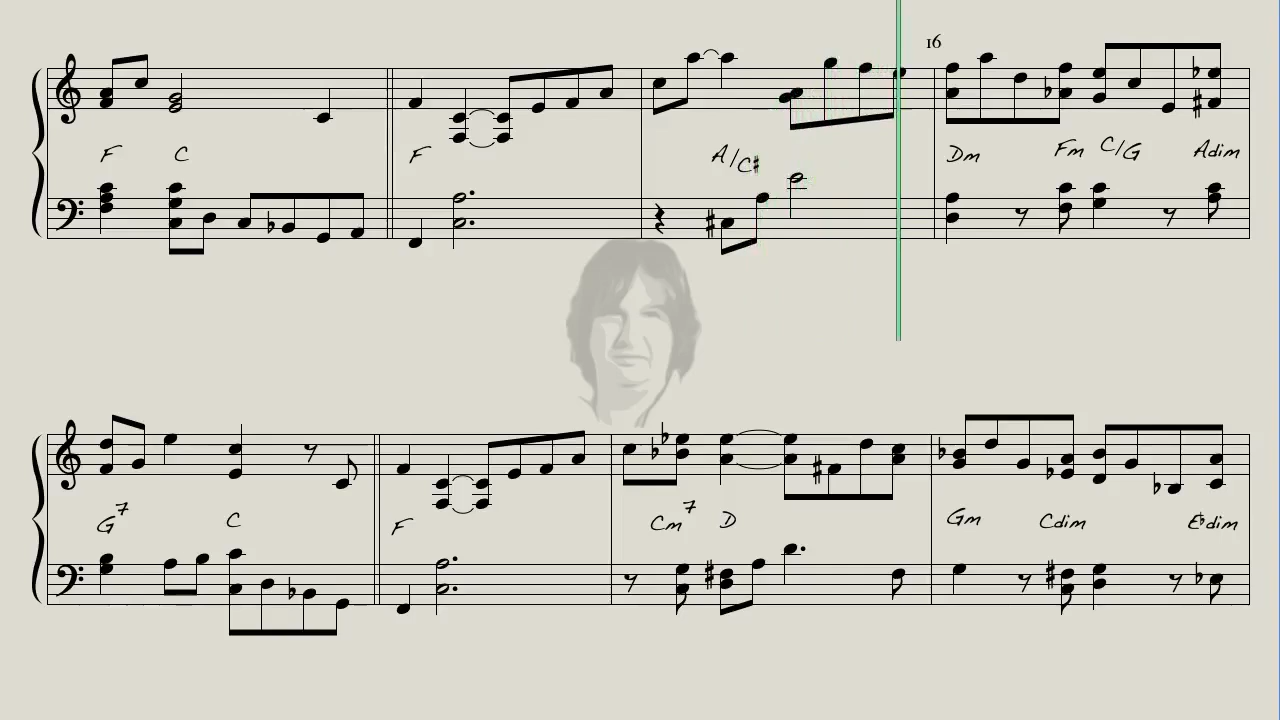 16
F C F A/C♯ Dm Fm C/G Adim
G7 C F Cm7 D Gm Cdim E♭dim